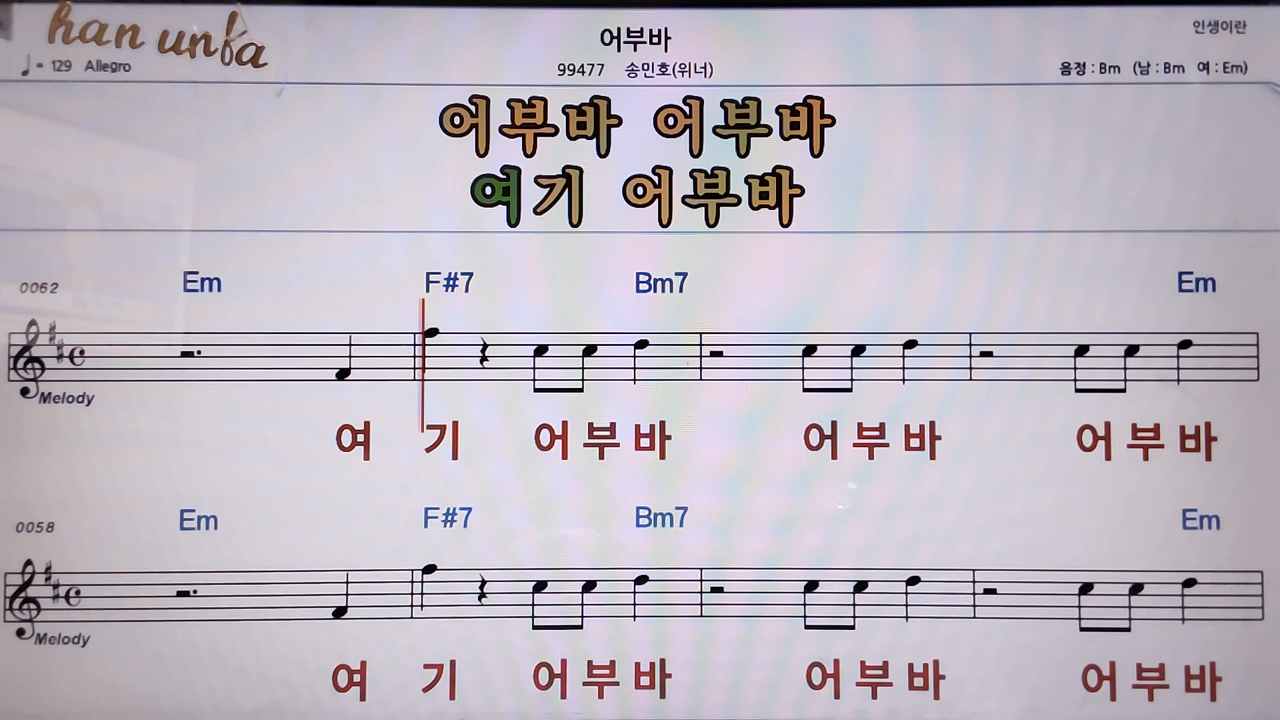 han unfa
어부바
인생이란
♩ = 129 Allegro
99477 송민호(위너)
음정 : Bm (남 : Bm 여 : Em)
어부바 어부바
여기 어부바
0062 Em F#7 Bm7 Em
Melody
여 기 어 부 바 어 부 바 어 부 바
0058 Em F#7 Bm7 Em
Melody
여 기 어 부 바 어 부 바 어 부 바